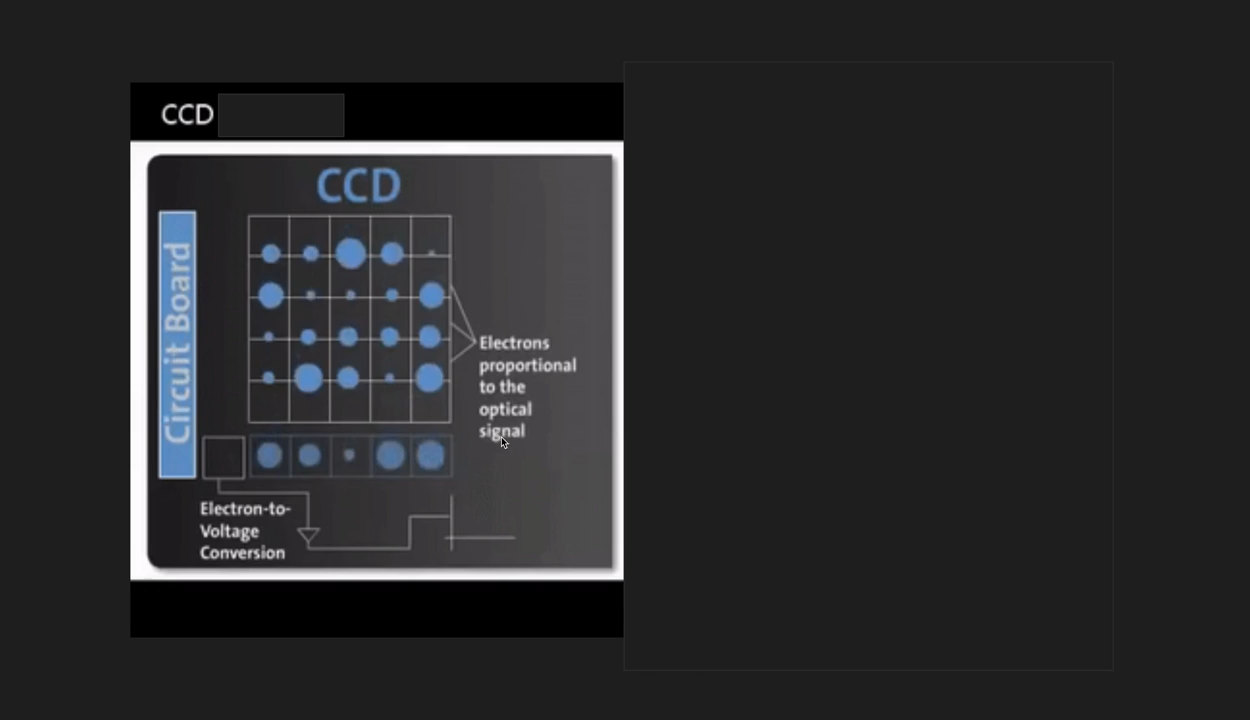 CCD
CCD
Circuit Board
Electrons
proportional
to the
optical
signal
Electron-to-
Voltage
Conversion